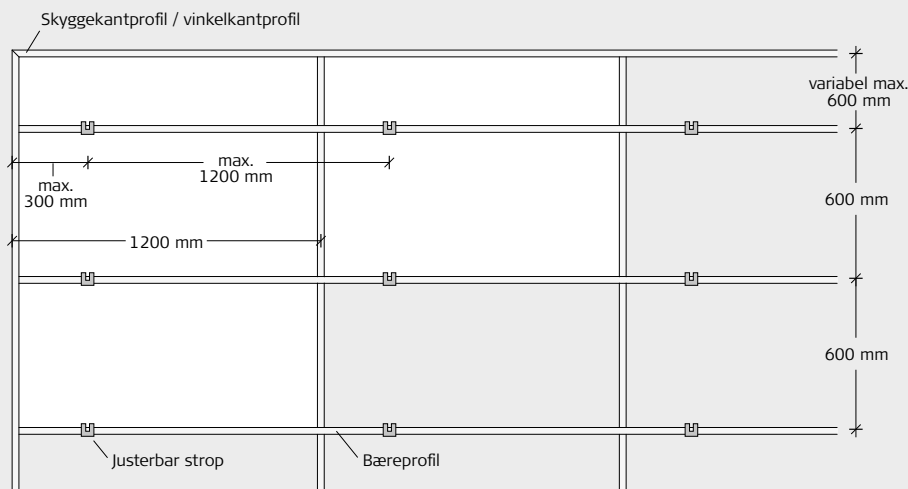 Skyggekantprofil / vinkelkantprofil
variabel max.
600 mm
max.
1200 mm
max.
300 mm
600 mm
1200 mm
600 mm
Justerbar strop
Bæreprofil